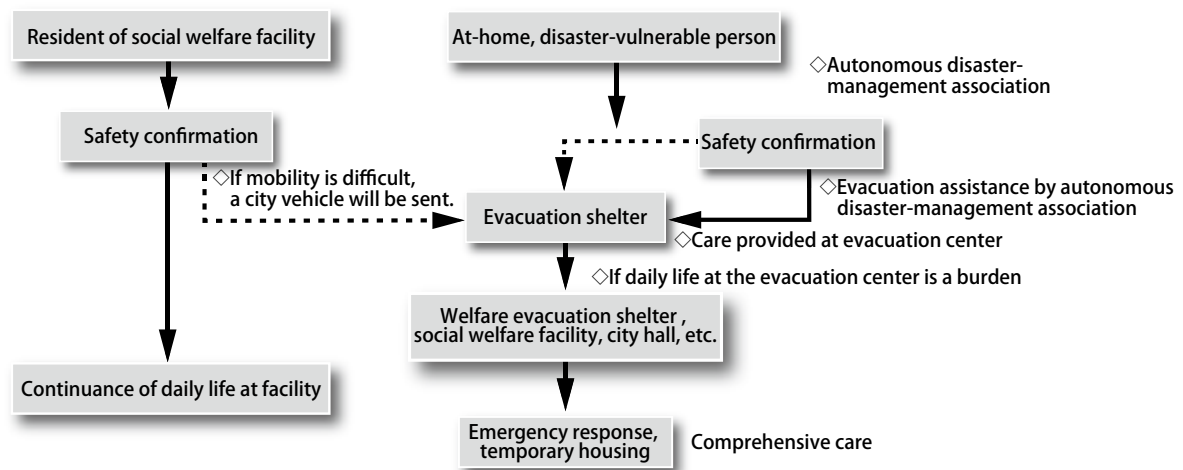 Resident of social welfare facility
At-home, disaster-vulnerable person
◇Autonomous disaster-
management association
Safety confirmation
Safety confirmation
◇If mobility is difficult,
a city vehicle will be sent.
◇Evacuation assistance by autonomous
disaster-management association
Evacuation shelter
◇Care provided at evacuation center
◇If daily life at the evacuation center is a burden
Welfare evacuation shelter ,
social welfare facility, city hall, etc.
Continuance of daily life at facility
Emergency response,
temporary housing
Comprehensive care